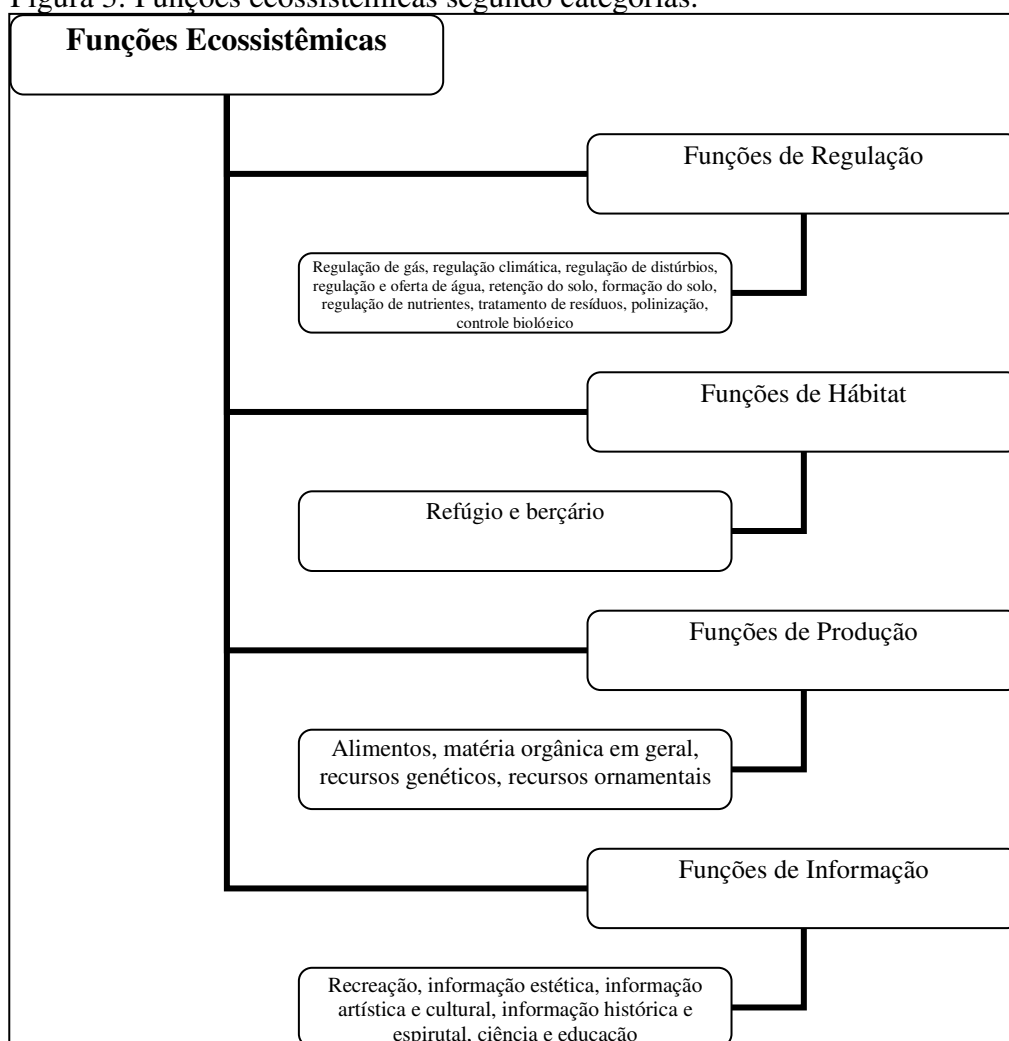 Figura 3. Funções ecossistêmicas segundo categorias.
Funções Ecossistêmicas
Funções de Regulação
Regulação de gás, regulação climática, regulação de distúrbios,
regulação e oferta de água, retenção do solo, formação do solo,
regulação de nutrientes, tratamento de resíduos, polinização,
controle biológico
Funções de Hábitat
Refúgio e berçário
Funções de Produção
Alimentos, matéria orgânica em geral,
recursos genéticos, recursos ornamentais
Funções de Informação
Recreação, informação estética, informação
artística e cultural, informação histórica e
espirutal, ciência e educação